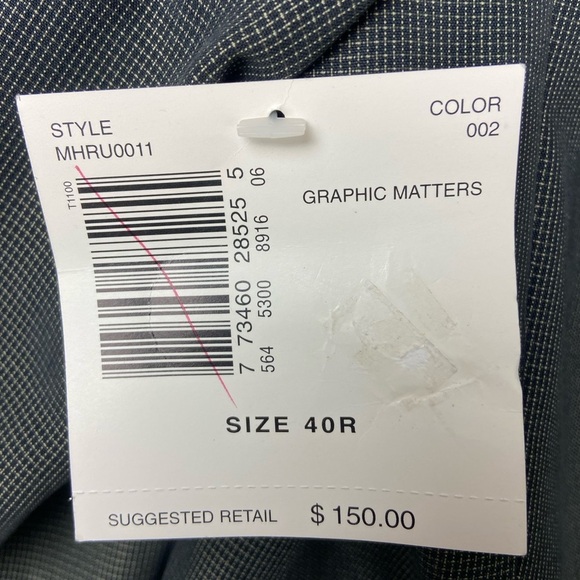 STYLE
MHRU0011
COLOR
002
T1100
7 73460 28525 5
564 5300 8916 06
GRAPHIC MATTERS
SIZE 40R
SUGGESTED RETAIL $ 150.00